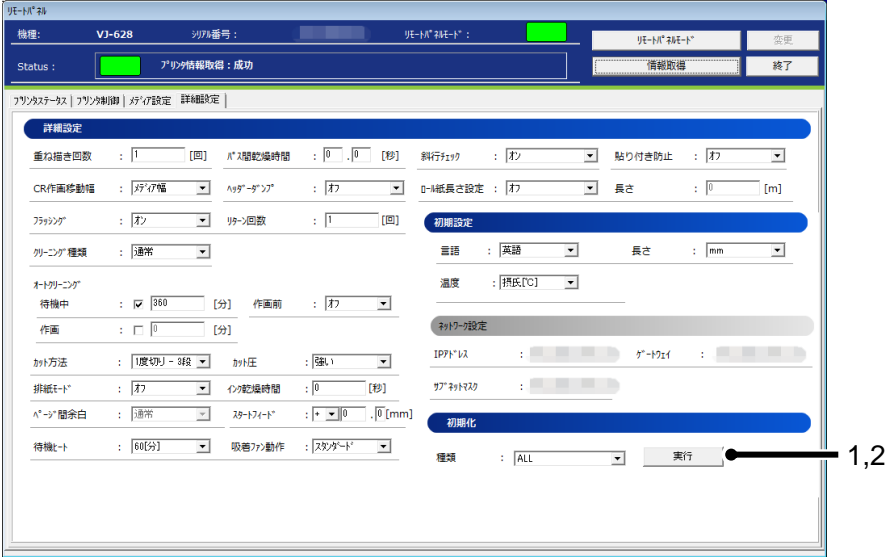 ﾘﾓｰﾄﾊﾟﾈﾙ
機種: VJ-628 ｼﾘｱﾙ番号: ﾘﾓｰﾄﾊﾟﾈﾙﾓｰﾄﾞ: ﾘﾓｰﾄﾊﾟﾈﾙﾓｰﾄﾞ 変更
Status : ﾌﾟﾘﾝﾀ情報取得：成功 情報取得 終了
ﾌﾟﾘﾝﾀｽﾃｰﾀｽ ﾌﾟﾘﾝﾀ制御 ﾒﾃﾞｨｱ設定 詳細設定
詳細設定
重ね描き回数 : 1 [回] ﾊﾟｽ間乾燥時間 : 0 .0 [秒] 斜行ﾁｪｯｸ : ｵﾝ 貼り付き防止 : ｵﾌ
CR作画移動幅 : ﾒﾃﾞｨｱ幅 ﾍｯﾀﾞｰﾀﾞﾝﾌﾟ : ｵﾌ ﾛｰﾙ紙長さ設定 : ｵﾌ 長さ : 0 [m]
ﾌﾗｯｼﾝｸﾞ : ｵﾝ ﾘﾀｰﾝ回数 : 1 [回] 初期設定
ｸﾘｰﾆﾝｸﾞ種類 : 通常 言語 : 英語 長さ : mm
ｵｰﾄｸﾘｰﾆﾝｸﾞ 温度 : 摂氏[℃]
待機中 : 360 [分] 作画前 : ｵﾌ
作画 : 0 [分] ﾈｯﾄﾜｰｸ設定
ｶｯﾄ方法 : 1度切り - 3段 ｶｯﾄ圧 : 強い IPｱﾄﾞﾚｽ : ｹﾞｰﾄｳｪｲ :
排紙ﾓｰﾄﾞ : ｵﾌ ｲﾝｸ乾燥時間 : 0 [秒] ｻﾌﾞﾈｯﾄﾏｽｸ :
ﾍﾟｰｼﾞ間余白 : 通常 ｽﾀｰﾄﾌｨｰﾄﾞ : + 0 .0 [mm] 初期化
待機ﾋｰﾄ : 60[分] 吸着ﾌｧﾝ動作 : ｽﾀﾝﾀﾞｰﾄﾞ 種類 : ALL 実行 1,2